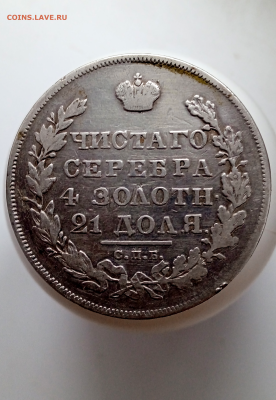 COINS.LAVE.RU
ЧИСТАГО
СЕРЕБРА
4 ЗОЛОТН.
21 ДОЛЯ.
С.П.Б.